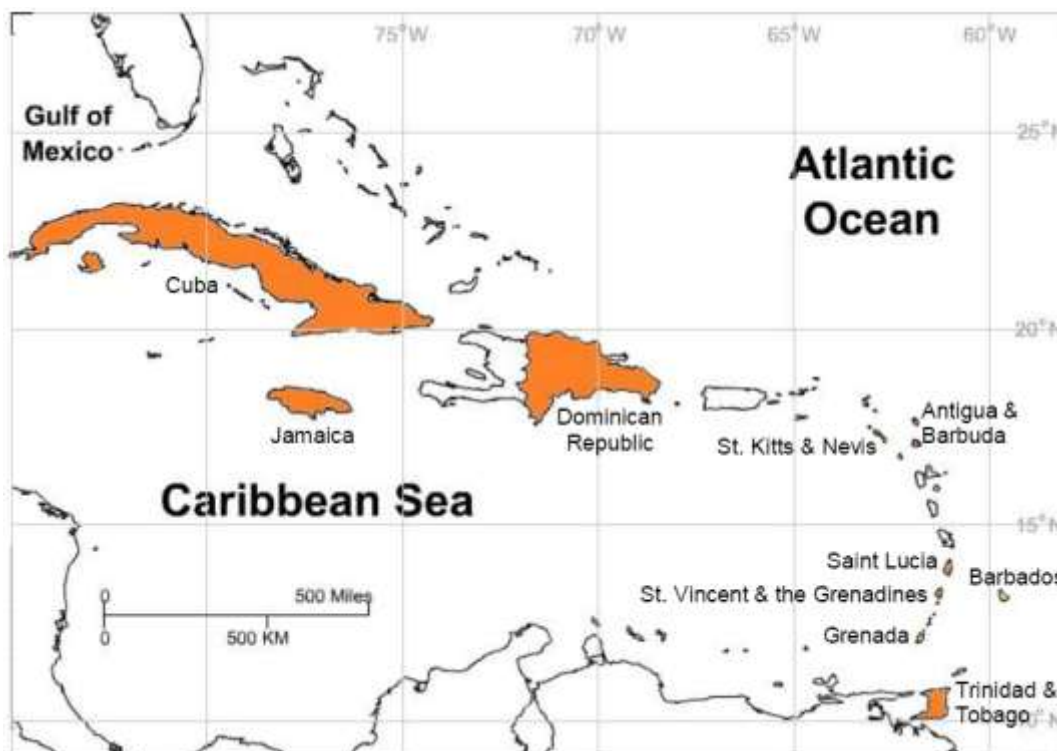 75°W
70°W
65°W
60°W
Gulf of
Mexico
25°N
Atlantic
Ocean
Cuba
20°N
Jamaica
Dominican
Republic
St. Kitts & Nevis
Antigua &
Barbuda
Caribbean Sea
15°N
Saint Lucia
Barbados
St. Vincent & the Grenadines
Grenada
0
500 Miles
0
500 KM
Trinidad &
Tobago
10°N